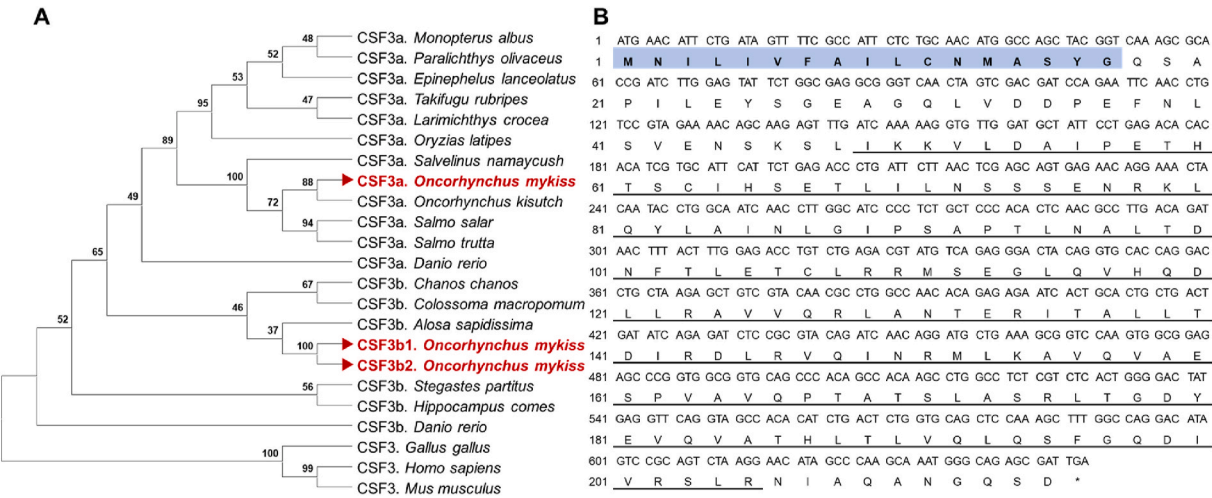 A
48
CSF3a. Monopterus albus
52
CSF3a. Paralichthys olivaceus
53
CSF3a. Epinephelus lanceolatus
95
47
CSF3a. Takifugu rubripes
CSF3a. Larimichthys crocea
89
CSF3a. Oryzias latipes
CSF3a. Salvelinus namaycush
100
88
CSF3a. Oncorhynchus mykiss
49
72
CSF3a. Oncorhynchus kisutch
94
CSF3a. Salmo salar
CSF3a. Salmo trutta
65
CSF3a. Danio rerio
67
CSF3b. Chanos chanos
46
CSF3b. Colossoma macropomum
52
37
CSF3b. Alosa sapidissima
100
CSF3b1. Oncorhynchus mykiss
CSF3b2. Oncorhynchus mykiss
56
CSF3b. Stegastes partitus
CSF3b. Hippocampus comes
CSF3b. Danio rerio
100
CSF3. Gallus gallus
99
CSF3. Homo sapiens
CSF3. Mus musculus
B
1 ATG AAC ATT CTG ATA GTT TTC GCC ATT CTC TGC AAC ATG GCC AGC TAC GGT CAA AGC GCA
1 M N I L I V F A I L C N M A S Y G Q S A
61 CCG ATC TTG GAG TAT TCT GGC GAG GCG GGT CAA CTA GTC GAC GAT CCA GAA TTC AAC CTG
21 P I L E Y S G E A G Q L V D D P E F N L
121 TCC GTA GAA AAC AGC AAG AGT TTG ATC AAA AAG GTG TTG GAT GCT ATT CCT GAG ACA CAC
41 S V E N S K S L I K K V L D A I P E T H
181 ACA TCG TGC ATT CAT TCT GAG ACC CTG ATT CTT AAC TCG AGC AGT GAG AAC AGG AAA CTA
61 T S C I H S E T L I L N S S S E N R K L
241 CAA TAC CTG GCA ATC AAC CTT GGC ATC CCC TCT GCT CCC ACA CTC AAC GCC TTG ACA GAT
81 Q Y L A I N L G I P S A P T L N A L T D
301 AAC TTT ACT TTG GAG ACC TGT CTG AGA CGT ATG TCA GAG GGA CTA CAG GTG CAC CAG GAC
101 N F T L E T C L R R M S E G L Q V H Q D
361 CTG CTA AGA GCT GTC GTA CAA CGC CTG GCC AAC ACA GAG AGA ATC ACT GCA CTG CTG ACT
121 L L R A V V Q R L A N T E R I T A L L T
421 GAT ATC AGA GAT CTC CGC GTA CAG ATC AAC AGG ATG CTG AAA GCG GTC CAA GTG GCG GAG
141 D I R D L R V Q I N R M L K A V Q V A E
481 AGC CCG GTG GCG GTG CAG CCC ACA GCC ACA AGC CTG GCC TCT CGT CTC ACT GGG GAC TAT
161 S P V A V Q P T A T S L A S R L T G D Y
541 GAG GTT CAG GTA GCC ACA CAT CTG ACT CTG GTG CAG CTC CAA AGC TTT GGC CAG GAC ATA
181 E V Q V A T H L T L V Q L Q S F G Q D I
601 GTC CGC AGT CTA AGG AAC ATA GCC CAA GCA AAT GGG CAG AGC GAT TGA
201 V R S L R N I A Q A N G Q S D *